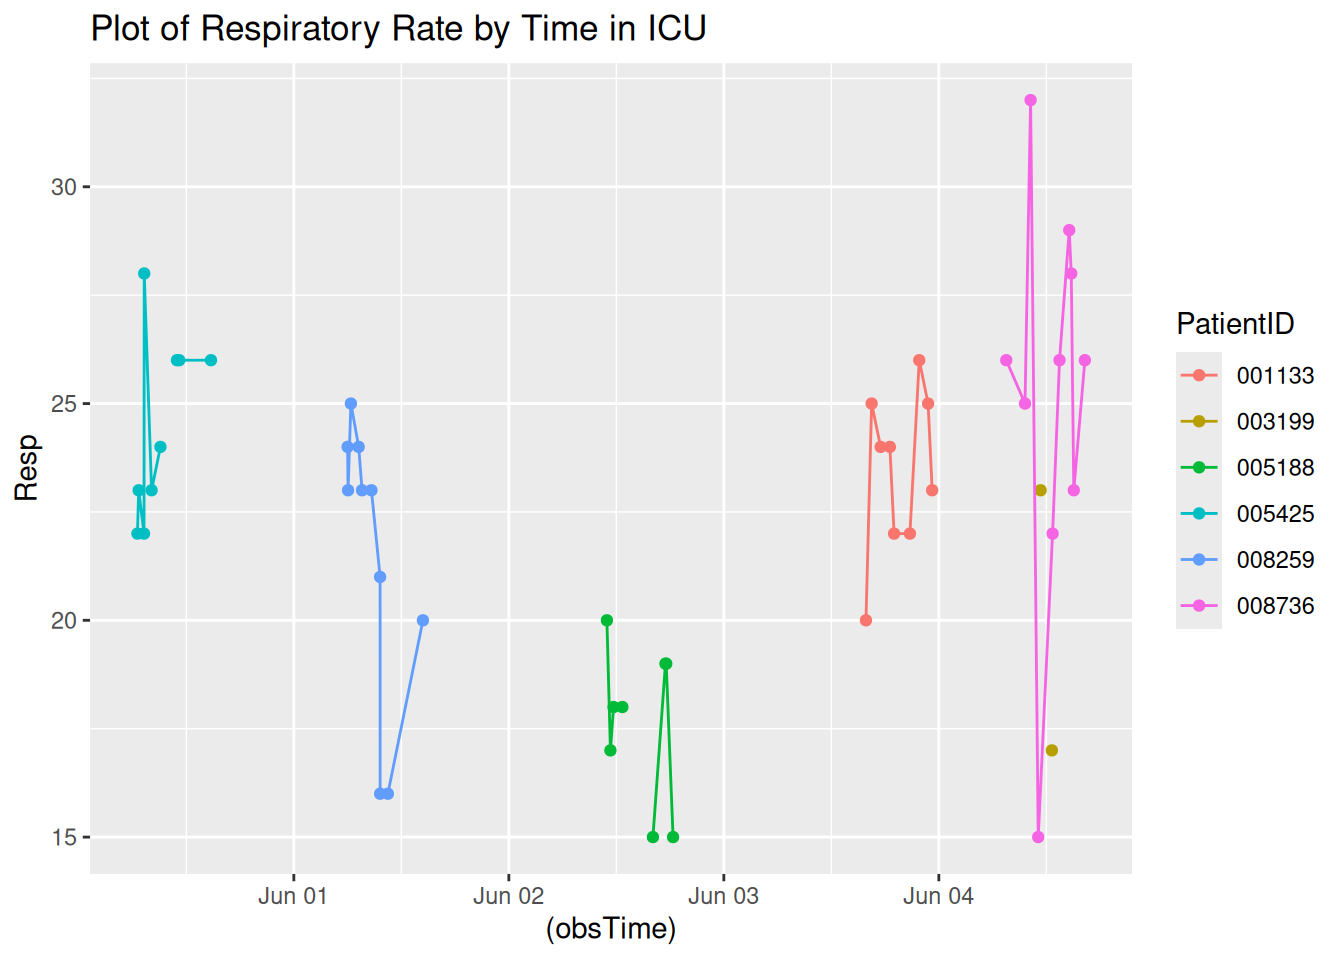 Plot of Respiratory Rate by Time in ICU
30
25
20
15
Resp
Jun 01
Jun 02
Jun 03
Jun 04
(obsTime)
PatientID
001133
003199
005188
005425
008259
008736